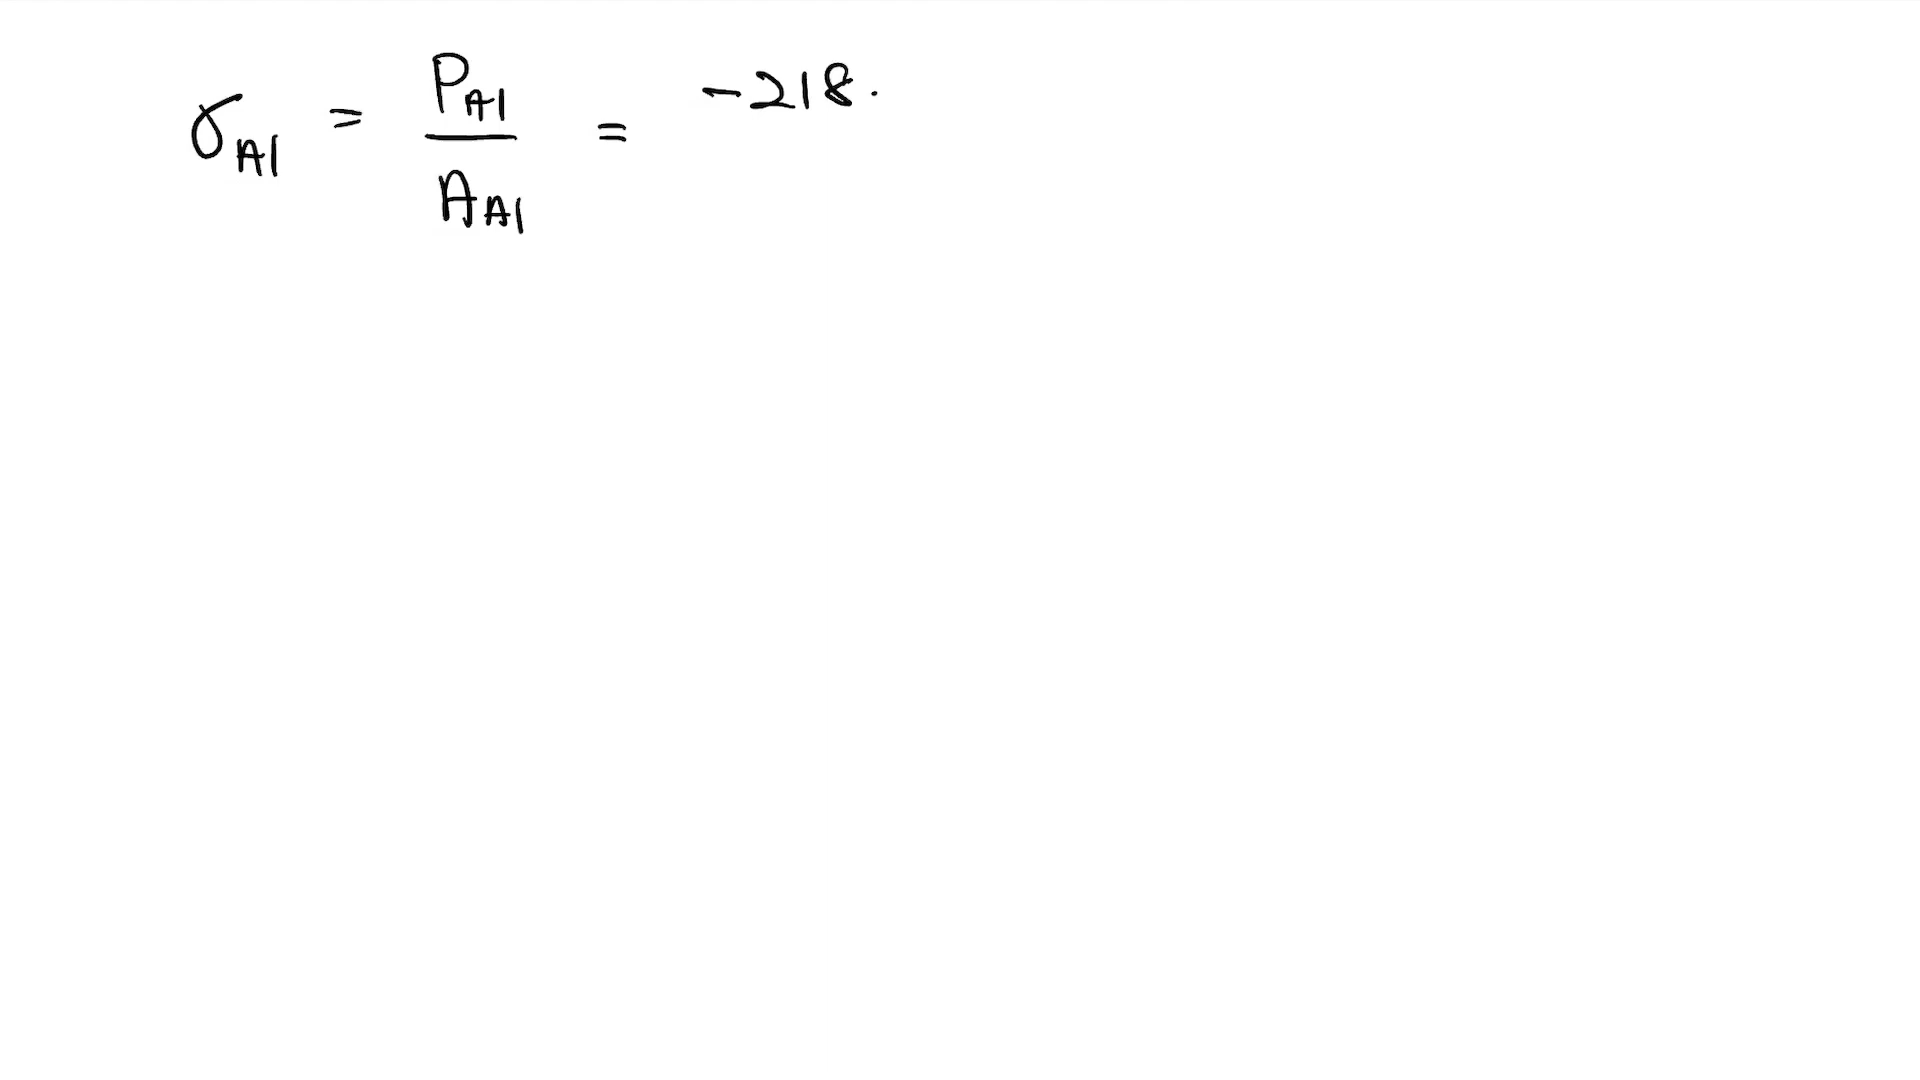 σ_Al = P_Al / A_Al = -218.